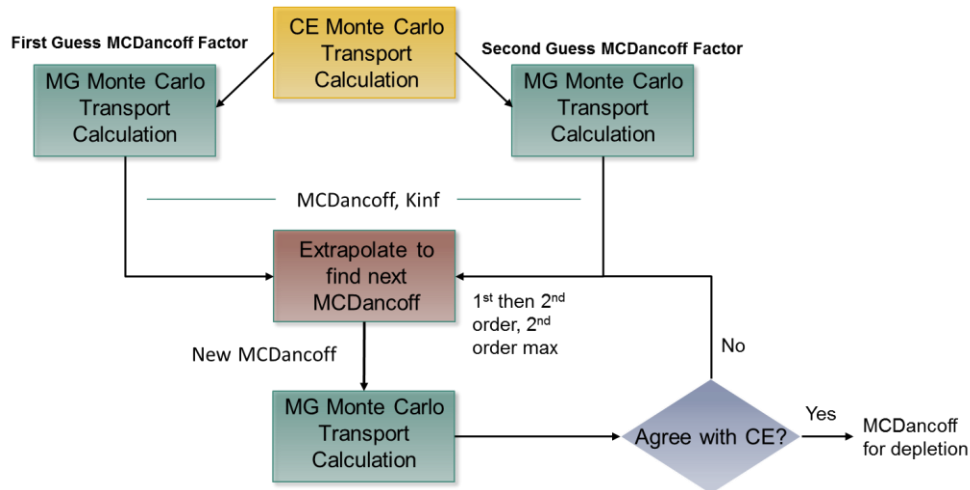 First Guess MCDancoff Factor
CE Monte Carlo
Transport
Calculation
Second Guess MCDancoff Factor
MG Monte Carlo
Transport
Calculation
MG Monte Carlo
Transport
Calculation
MCDancoff, Kinf
Extrapolate to
find next
MCDancoff
1st then 2nd
order, 2nd
order max
No
New MCDancoff
MG Monte Carlo
Transport
Calculation
Agree with CE?
Yes
MCDancoff
for depletion